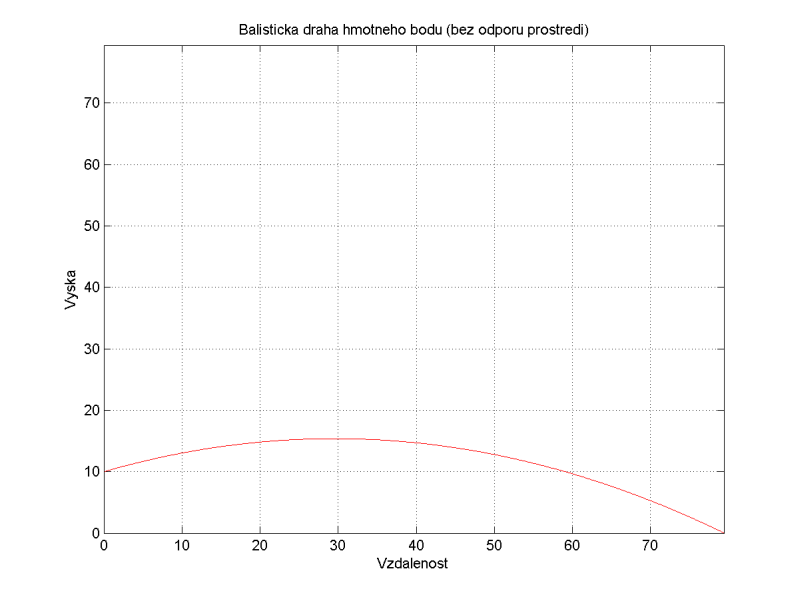 Balisticka draha hmotneho bodu (bez odporu prostredi)
70
60
50
40
30
20
10
0
Vyska
0 10 20 30 40 50 60 70
Vzdalenost